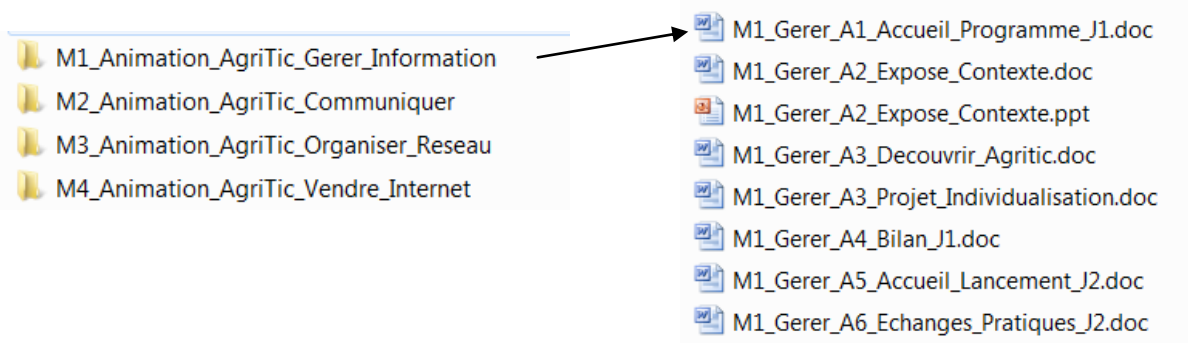 M1_Animation_AgriTic_Gerer_Information
M2_Animation_AgriTic_Communiquer
M3_Animation_AgriTic_Organiser_Reseau
M4_Animation_AgriTic_Vendre_Internet
M1_Gerer_A1_Accueil_Programme_J1.doc
M1_Gerer_A2_Expose_Contexte.doc
M1_Gerer_A2_Expose_Contexte.ppt
M1_Gerer_A3_Decouvrir_Agritic.doc
M1_Gerer_A3_Projet_Individualisation.doc
M1_Gerer_A4_Bilan_J1.doc
M1_Gerer_A5_Accueil_Lancement_J2.doc
M1_Gerer_A6_Echanges_Pratiques_J2.doc